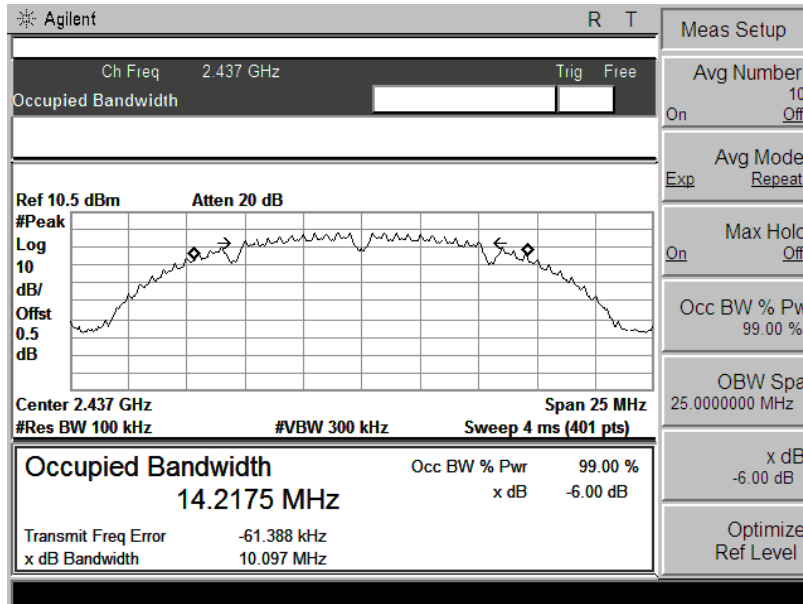 Agilent
R T
Meas Setup
Ch Freq 2.437 GHz
Trig Free
Occupied Bandwidth
Avg Number
10
On Off
Avg Mode
Exp Repeat
Max Hold
On Off
Occ BW % Pw
99.00 %
OBW Spa
25.0000000 MHz
x dB
-6.00 dB
Optimize
Ref Level
Ref 10.5 dBm Atten 20 dB
#Peak
Log
10
dB/
Offst
0.5
dB
Center 2.437 GHz Span 25 MHz
#Res BW 100 kHz #VBW 300 kHz Sweep 4 ms (401 pts)
Occupied Bandwidth
14.2175 MHz
Occ BW % Pwr 99.00 %
x dB -6.00 dB
Transmit Freq Error -61.388 kHz
x dB Bandwidth 10.097 MHz